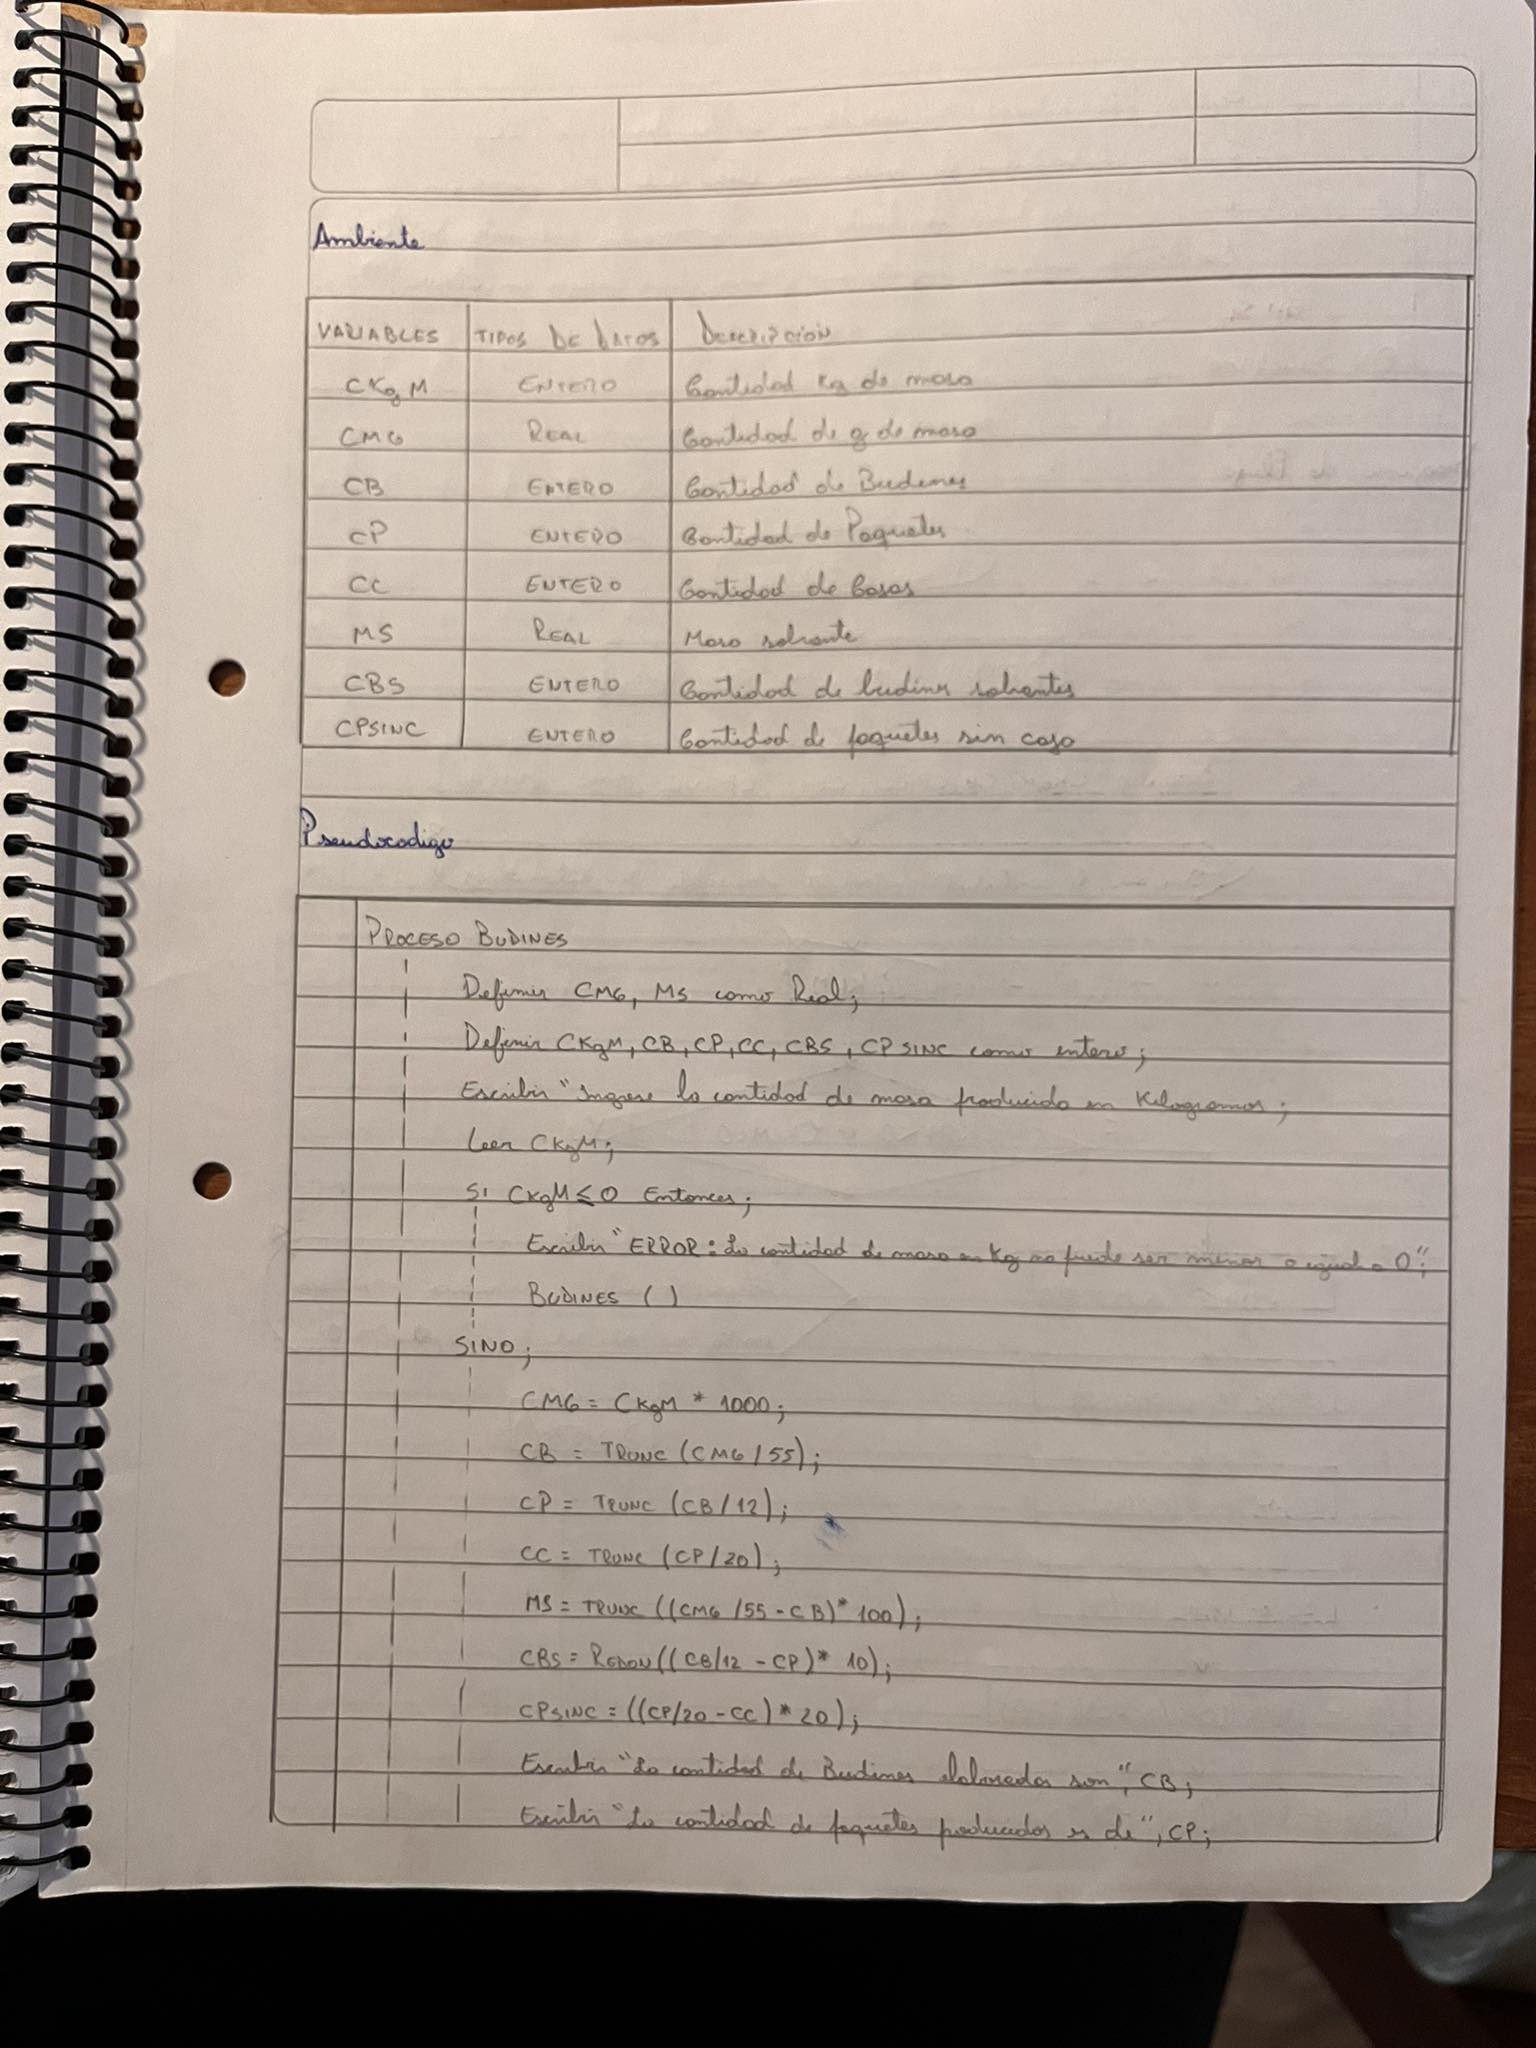 Ambiente
VARIABLES TIPOS DE DATOS DESCRIPCION
CKgM ENTERO Cantidad Kg de masa
CMG REAL Cantidad de g de masa
CB ENTERO Cantidad de Budines
CP ENTERO Cantidad de Paquetes
CC ENTERO Cantidad de Cajas
MS REAL Masa sobrante
CBS ENTERO Cantidad de budines sobrantes
CPSINC ENTERO Cantidad de paquetes sin caja
Pseudocodigo
PROCESO BUDINES
Definir CMG, MS como Real;
Definir CKgM, CB, CP, CC, CBS, CPSINC como entero;
Escribir "Ingrese la cantidad de masa producida en Kilogramos;
Leer CKgM;
Si CKgM ≤ 0 Entonces;
Escribir "ERROR: La cantidad de masa en Kg no puede ser menor o igual a 0";
BUDINES ( )
SINO;
CMG = CKgM * 1000;
CB = TRUNC (CMG/55);
CP = TRUNC (CB/12);
CC = TRUNC (CP/20);
MS = TRUNC ((CMG/55 - CB) * 100);
CBS = REDON ((CB/12 - CP) * 10);
CPSINC = ((CP/20 - CC) * 20);
Escribir "La cantidad de Budines elaborados son", CB;
Escribir "La cantidad de paquetes producidos es de", CP;